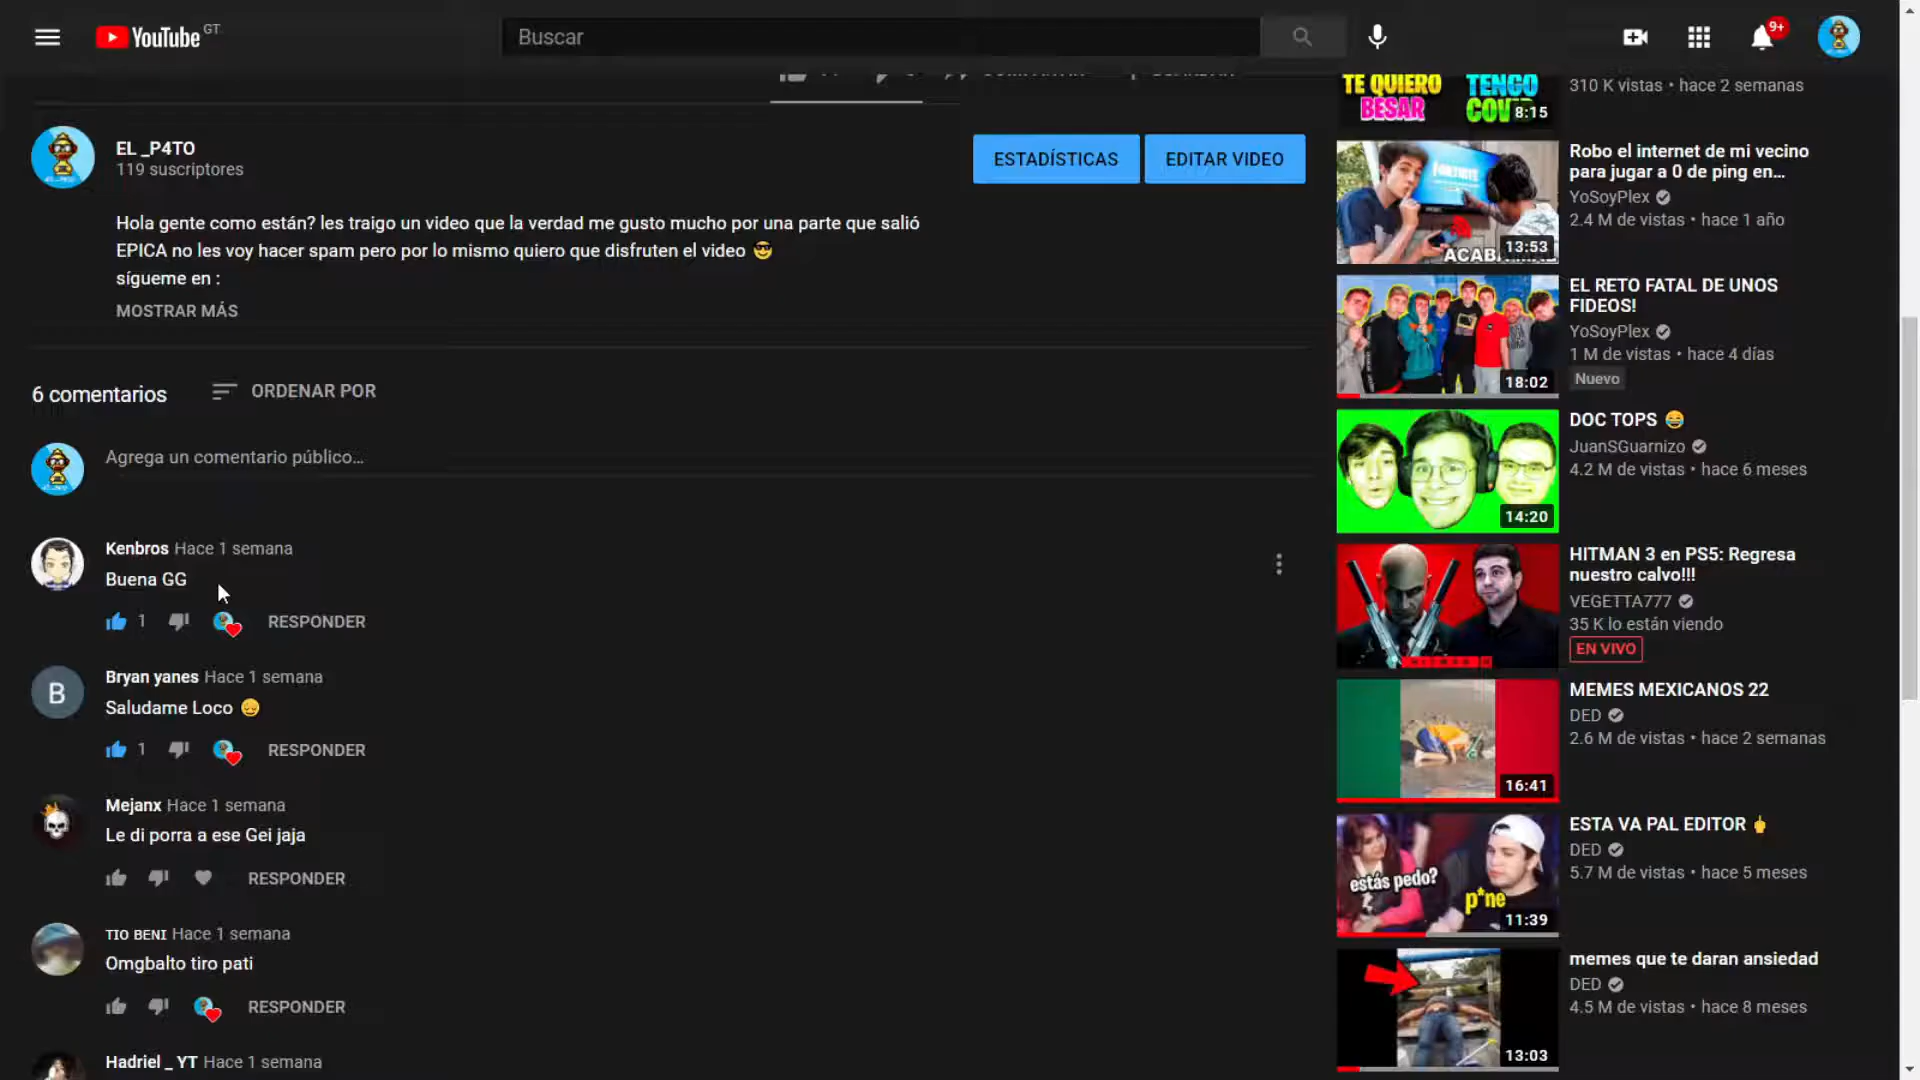 YouTube GT
Buscar
9+
EL _P4TO
119 suscriptores
ESTADÍSTICAS
EDITAR VIDEO
Hola gente como están? les traigo un video que la verdad me gusto mucho por una parte que salió
EPICA no les voy hacer spam pero por lo mismo quiero que disfruten el video 😎
sígueme en :
MOSTRAR MÁS
6 comentarios
ORDENAR POR
Agrega un comentario público...
Kenbros Hace 1 semana
Buena GG
1
RESPONDER
B
Bryan yanes Hace 1 semana
Saludame Loco 😔
1
RESPONDER
Mejanx Hace 1 semana
Le di porra a ese Gei jaja
RESPONDER
ᴛɪᴏ ʙᴇɴɪ Hace 1 semana
Omgbalto tiro pati
RESPONDER
Hadriel _ YT Hace 1 semana
TE QUIERO
BESAR
TENGO
8:15
310 K vistas • hace 2 semanas
FORTNITE
13:53
Robo el internet de mi vecino
para jugar a 0 de ping en...
YoSoyPlex
2.4 M de vistas • hace 1 año
18:02
EL RETO FATAL DE UNOS
FIDEOS!
YoSoyPlex
1 M de vistas • hace 4 días
Nuevo
14:20
DOC TOPS 😂
JuanSGuarnizo
4.2 M de vistas • hace 6 meses
HITMAN 3 en PS5: Regresa
nuestro calvo!!!
VEGETTA777
35 K lo están viendo
EN VIVO
16:41
MEMES MEXICANOS 22
DED
2.6 M de vistas • hace 2 semanas
estás pedo?
p*ne
11:39
ESTA VA PAL EDITOR 🖕
DED
5.7 M de vistas • hace 5 meses
13:03
memes que te daran ansiedad
DED
4.5 M de vistas • hace 8 meses